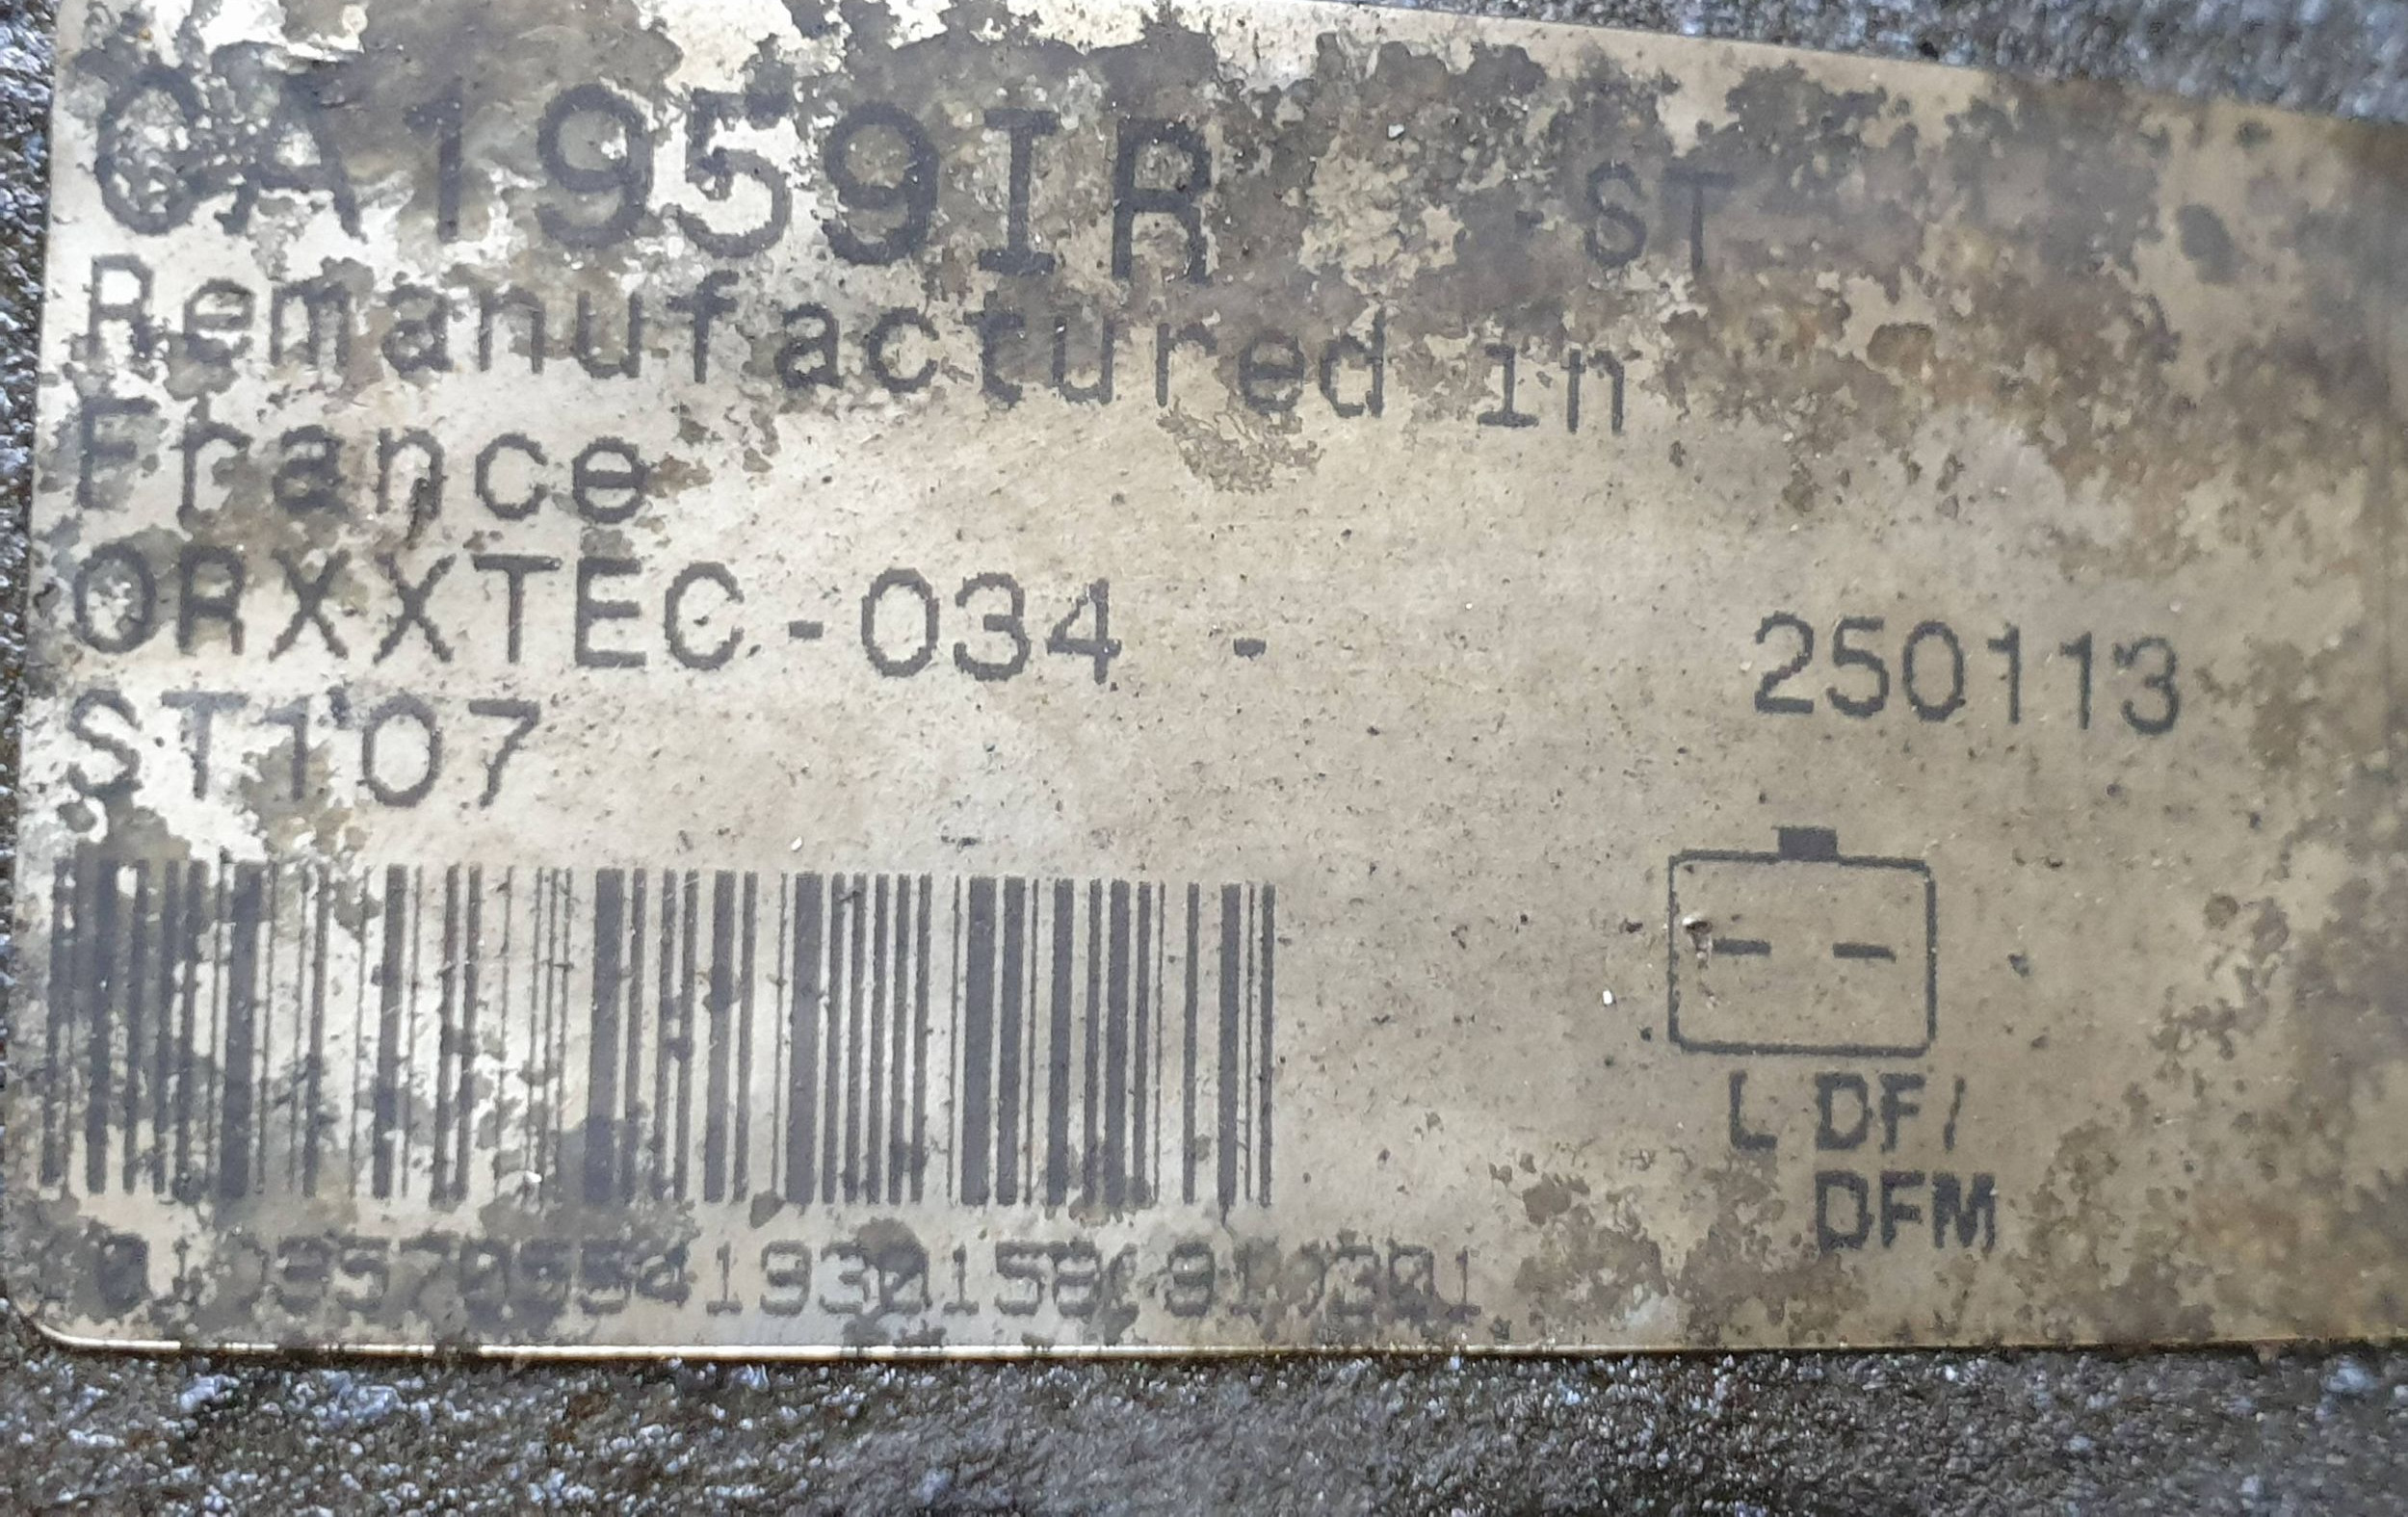 CA1959IR ST
Remanufactured in
France
ORXXTEC-034 - 250113
ST107
L DF/
DFM